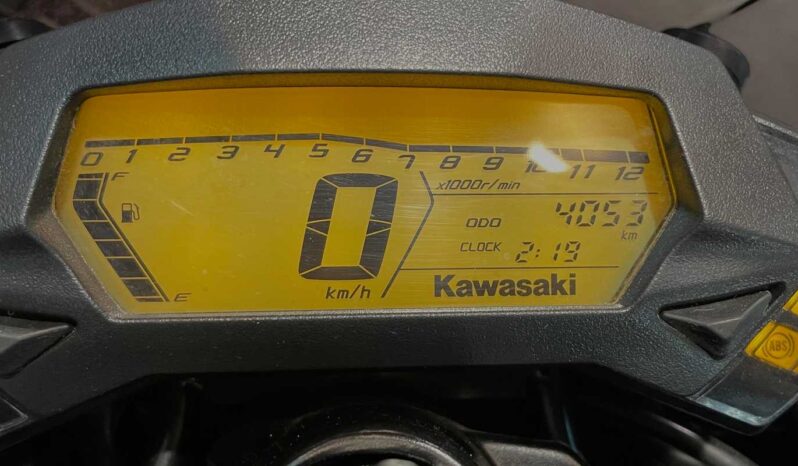 0 1 2 3 4 5 6 7 8 9 10 11 12
x1000r/min
F
0
km/h
E
ODO 4053
km
CLOCK 2:19
Kawasaki
ABS